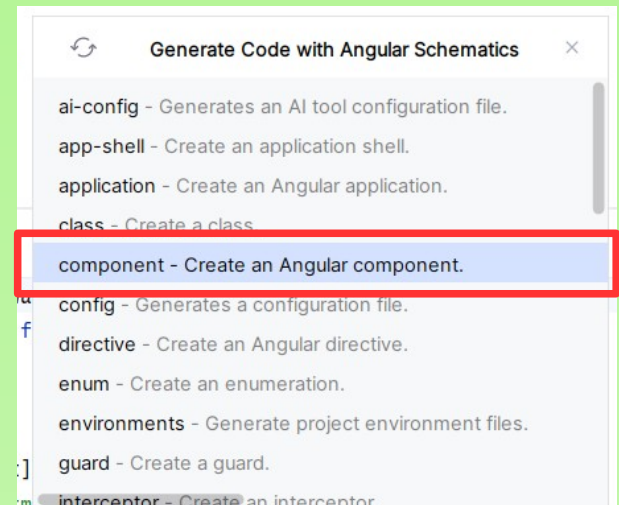 Generate Code with Angular Schematics
ai-config - Generates an AI tool configuration file.
app-shell - Create an application shell.
application - Create an Angular application.
class - Create a class.
component - Create an Angular component.
config - Generates a configuration file.
f
directive - Create an Angular directive.
enum - Create an enumeration.
environments - Generate project environment files.
:]
guard - Create a guard.
interceptor - Create an interceptor.